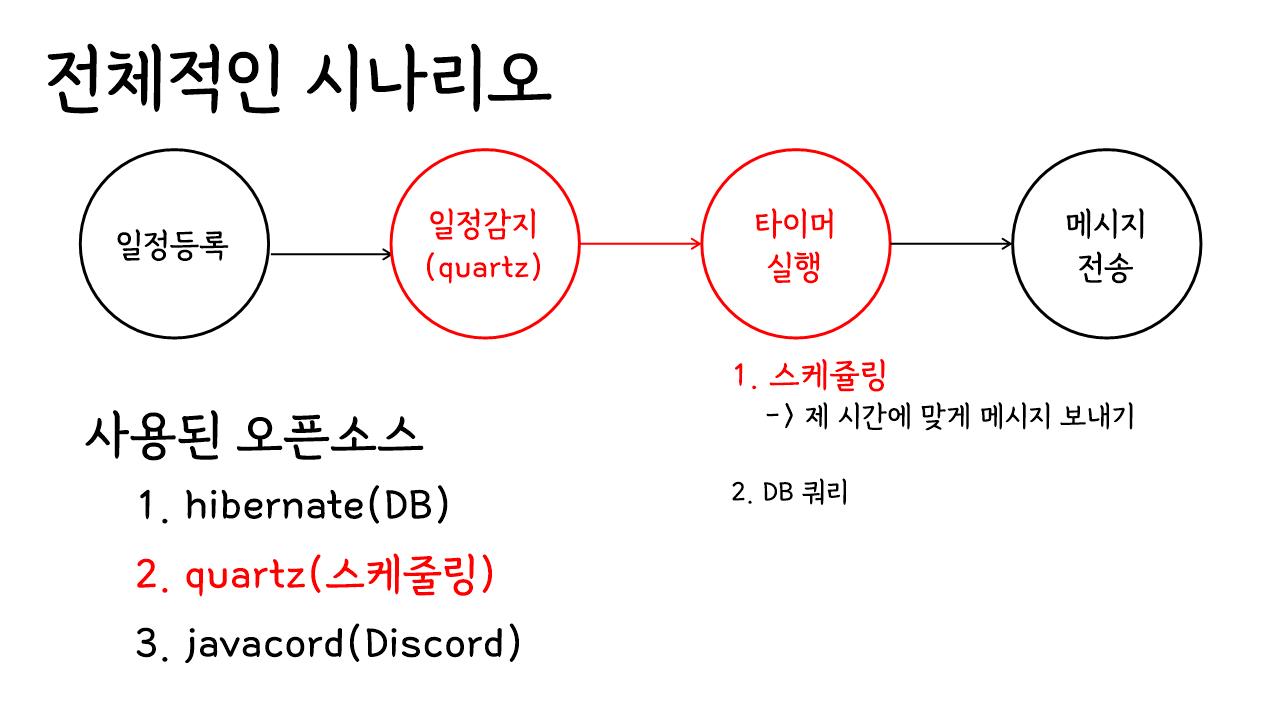 전체적인 시나리오
일정등록
일정감지
(quartz)
타이머
실행
메시지
전송
1. 스케쥴링
-> 제 시간에 맞게 메시지 보내기
2. DB 쿼리
사용된 오픈소스
1. hibernate(DB)
2. quartz(스케줄링)
3. javacord(Discord)